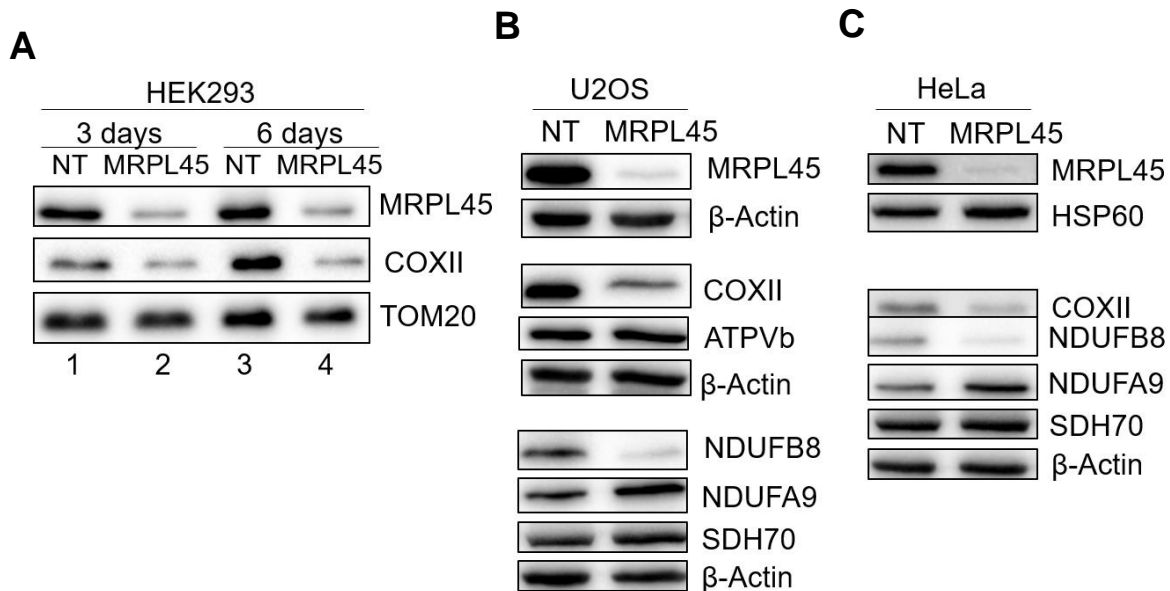 A
HEK293
3 days 6 days
NT MRPL45 NT MRPL45
MRPL45
COXII
TOM20
1 2 3 4
B
U2OS
NT MRPL45
MRPL45
β-Actin
COXII
ATPVb
β-Actin
NDUFB8
NDUFA9
SDH70
β-Actin
C
HeLa
NT MRPL45
MRPL45
HSP60
COXII
NDUFB8
NDUFA9
SDH70
β-Actin